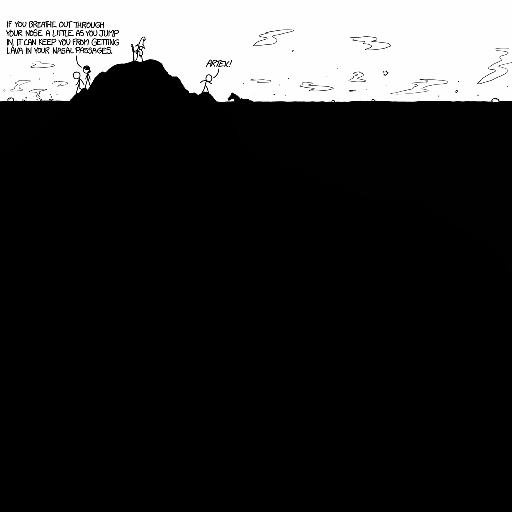 IF YOU BREATHE OUT THROUGH
YOUR NOSE A LITTLE AS YOU JUMP
IN, IT CAN KEEP YOU FROM GETTING
LAVA IN YOUR NASAL PASSAGES.
ARTEX!